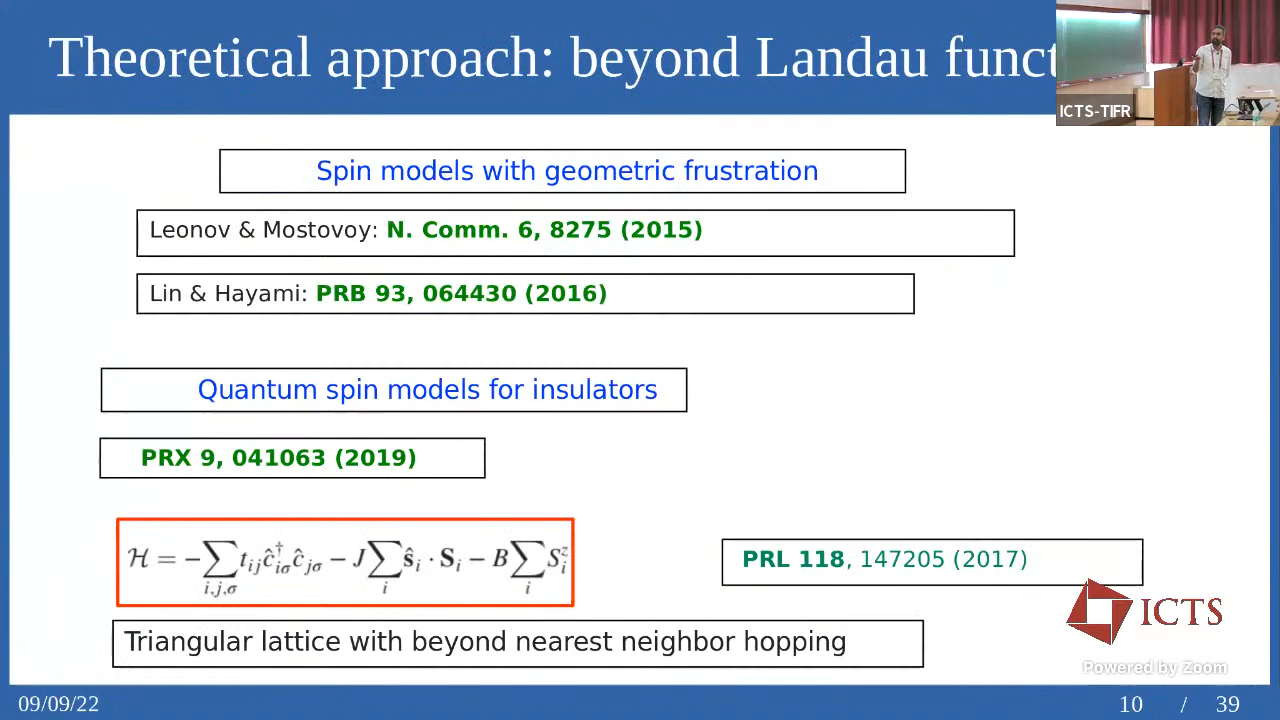 Theoretical approach: beyond Landau funct
ICTS-TIFR
Spin models with geometric frustration
Leonov & Mostovoy: N. Comm. 6, 8275 (2015)
Lin & Hayami: PRB 93, 064430 (2016)
Quantum spin models for insulators
PRX 9, 041063 (2019)
ℋ = −∑_{i,j,σ} t_{ij} ĉ†_{iσ} ĉ_{jσ} − J ∑_i ŝ_i · S_i − B ∑_i S_i^z
PRL 118, 147205 (2017)
ICTS
Triangular lattice with beyond nearest neighbor hopping
Powered by Zoom
09/09/22
10 / 39